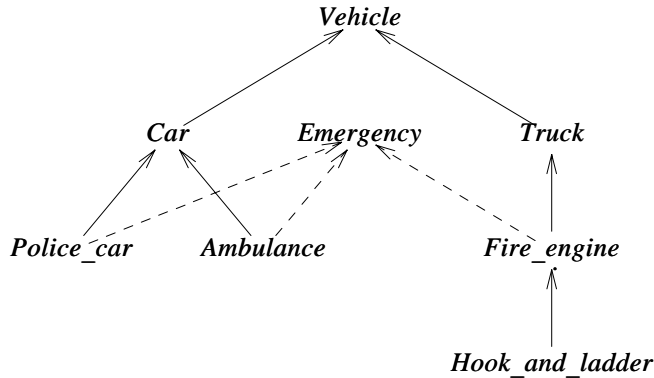 Vehicle
Car Emergency Truck
Police_car Ambulance Fire_engine
Hook_and_ladder